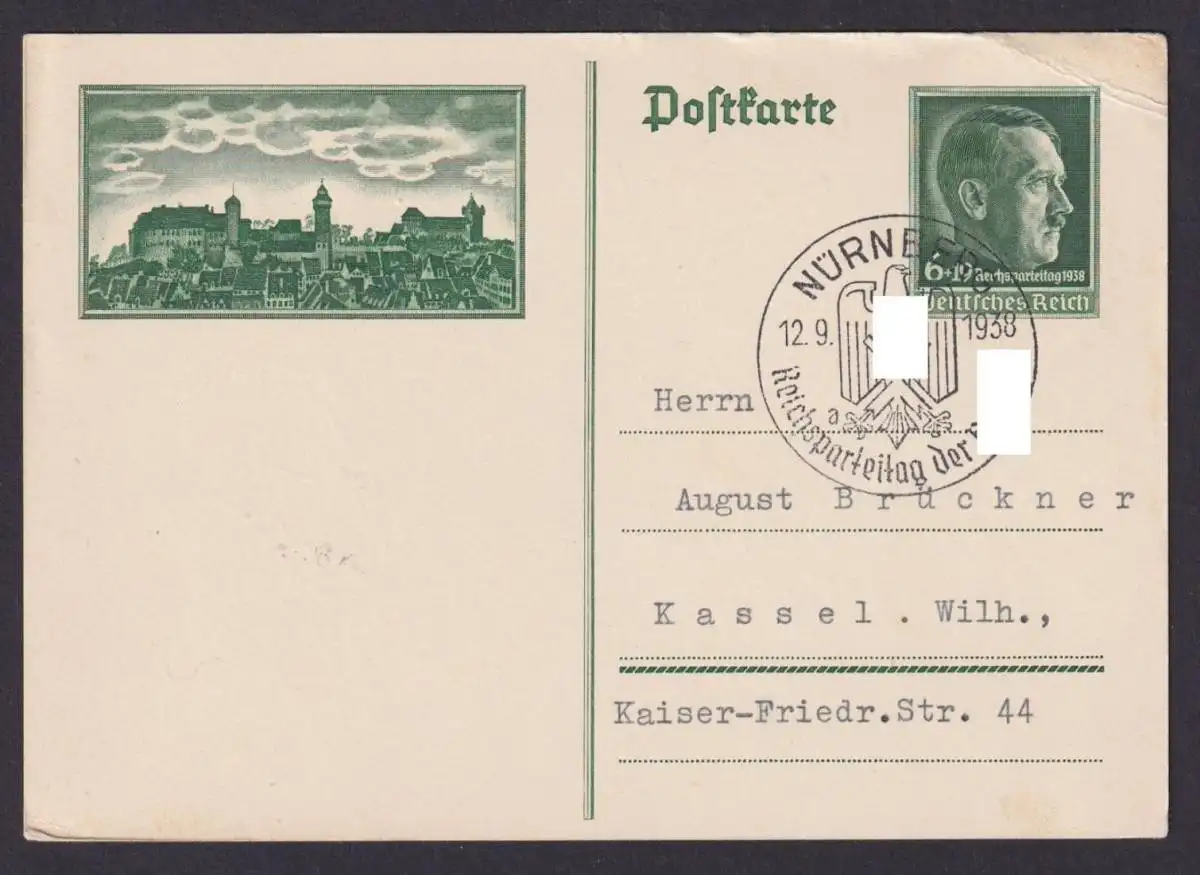 Postkarte
6+19 Reichsparteitag 1938
Deutsches Reich
NÜRNBERG
12.9. 1938
a
Reichsparteitag der
Herrn
August Brückner
Kassel . Wilh.,
Kaiser-Friedr.Str. 44